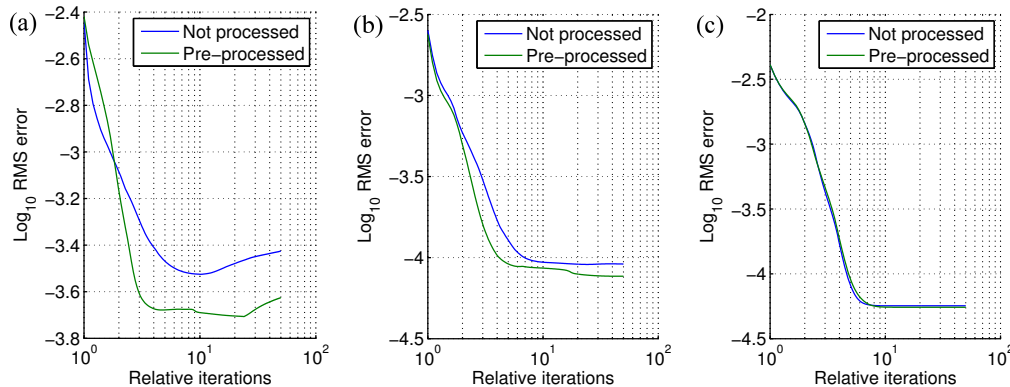 (a)
−2.4
−2.6
−2.8
−3
−3.2
−3.4
−3.6
−3.8
Log10 RMS error
Not processed
Pre−processed
10^0
10^1
10^2
Relative iterations
(b)
−2.5
−3
−3.5
−4
−4.5
Log10 RMS error
Not processed
Pre−processed
10^0
10^1
10^2
Relative iterations
(c)
−2
−2.5
−3
−3.5
−4
−4.5
Log10 RMS error
Not processed
Pre−processed
10^0
10^1
10^2
Relative iterations